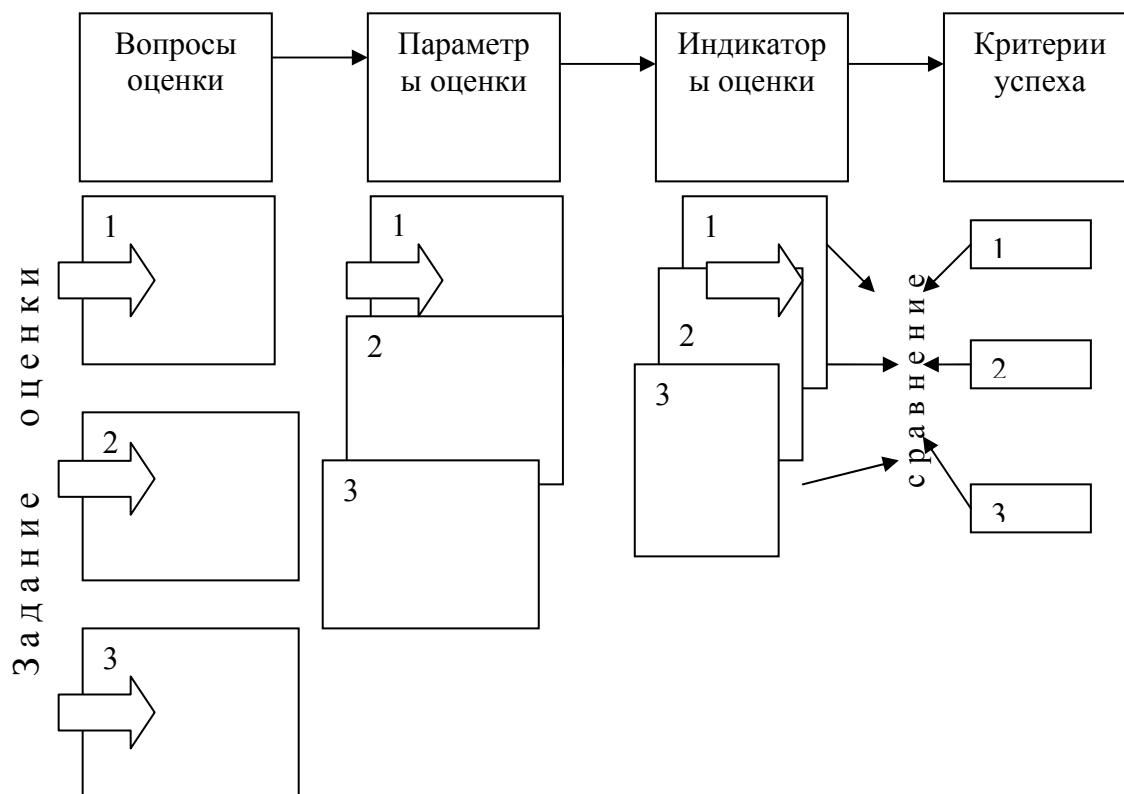 Вопросы
оценки
Параметр
ы оценки
Индикатор
ы оценки
Критерии
успеха
Задание оценки
1
2
3
1
2
3
1
2
3
сравнение
1
2
3